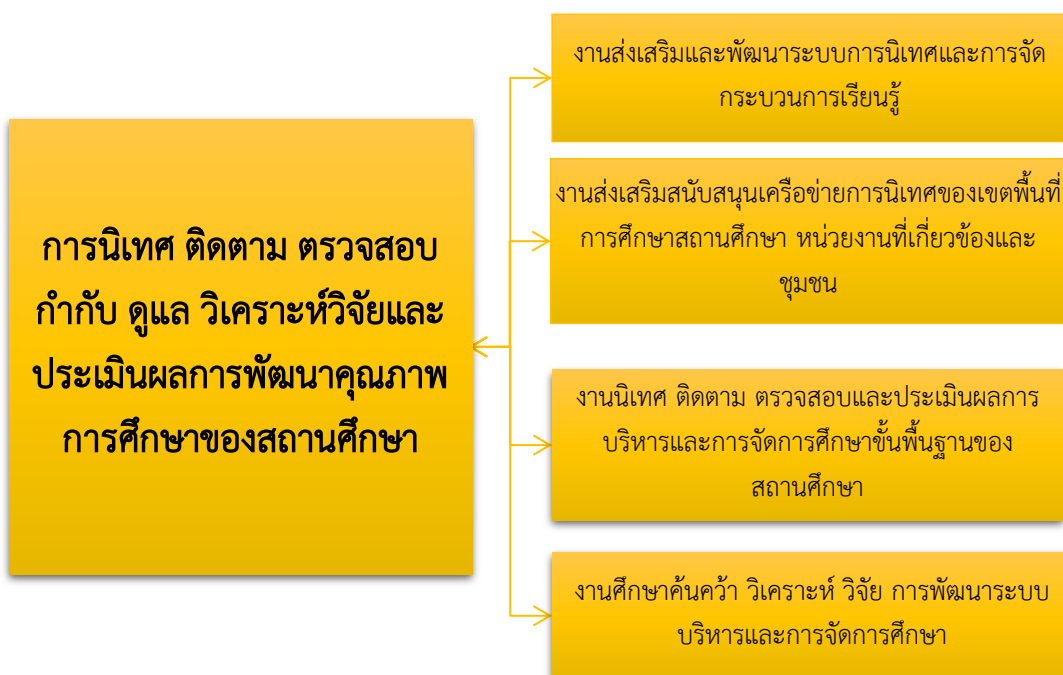 การนิเทศ ติดตาม ตรวจสอบ
กำกับ ดูแล วิเคราะห์วิจัยและ
ประเมินผลการพัฒนาคุณภาพ
การศึกษาของสถานศึกษา
งานส่งเสริมและพัฒนาระบบการนิเทศและการจัด
กระบวนการเรียนรู้
งานส่งเสริมสนับสนุนเครือข่ายการนิเทศของเขตพื้นที่
การศึกษาสถานศึกษา หน่วยงานที่เกี่ยวข้องและ
ชุมชน
งานนิเทศ ติดตาม ตรวจสอบและประเมินผลการ
บริหารและการจัดการศึกษาขั้นพื้นฐานของ
สถานศึกษา
งานศึกษาค้นคว้า วิเคราะห์ วิจัย การพัฒนาระบบ
บริหารและการจัดการศึกษา